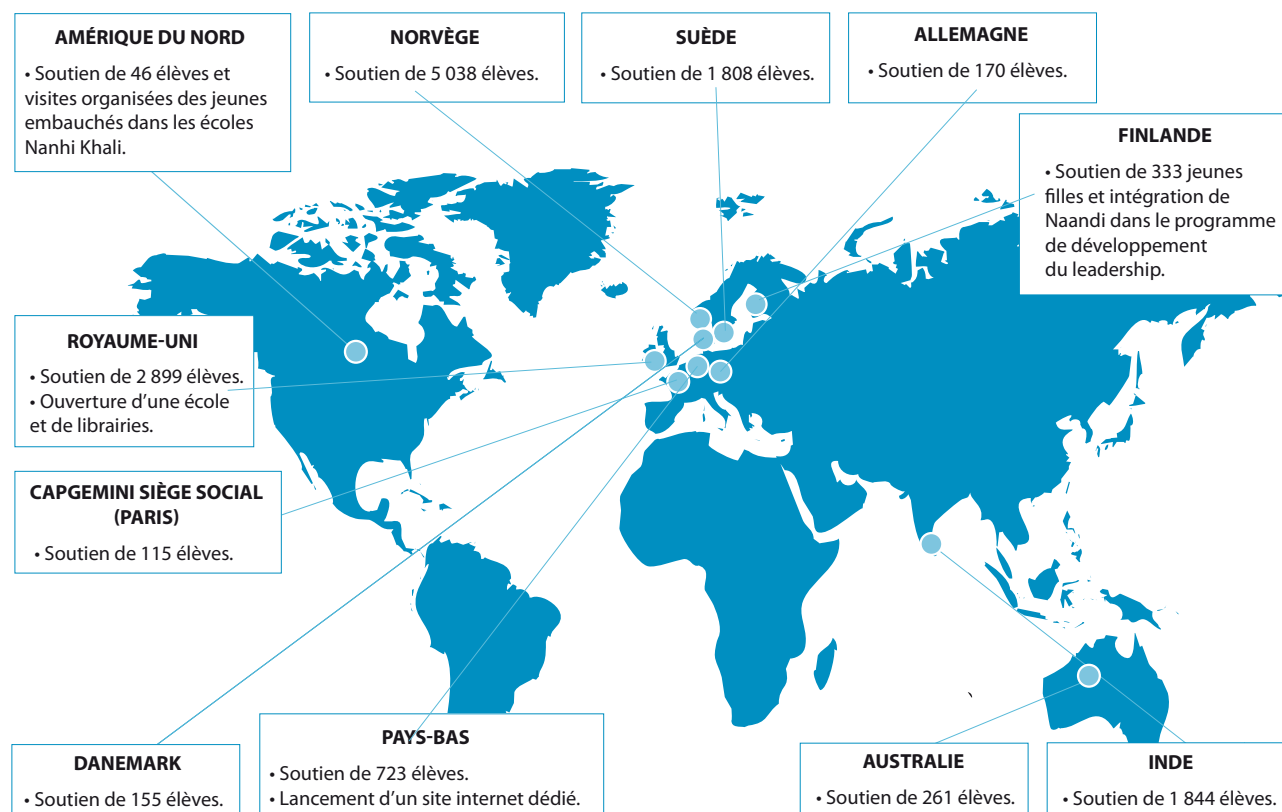 AMÉRIQUE DU NORD
• Soutien de 46 élèves et
visites organisées des jeunes
embauchés dans les écoles
Nanhi Khali.
NORVÈGE
• Soutien de 5 038 élèves.
SUÈDE
• Soutien de 1 808 élèves.
ALLEMAGNE
• Soutien de 170 élèves.
FINLANDE
• Soutien de 333 jeunes
filles et intégration de
Naandi dans le programme
de développement
du leadership.
ROYAUME-UNI
• Soutien de 2 899 élèves.
• Ouverture d’une école
et de librairies.
CAPGEMINI SIÈGE SOCIAL
(PARIS)
• Soutien de 115 élèves.
DANEMARK
• Soutien de 155 élèves.
PAYS-BAS
• Soutien de 723 élèves.
• Lancement d’un site internet dédié.
AUSTRALIE
• Soutien de 261 élèves.
INDE
• Soutien de 1 844 élèves.